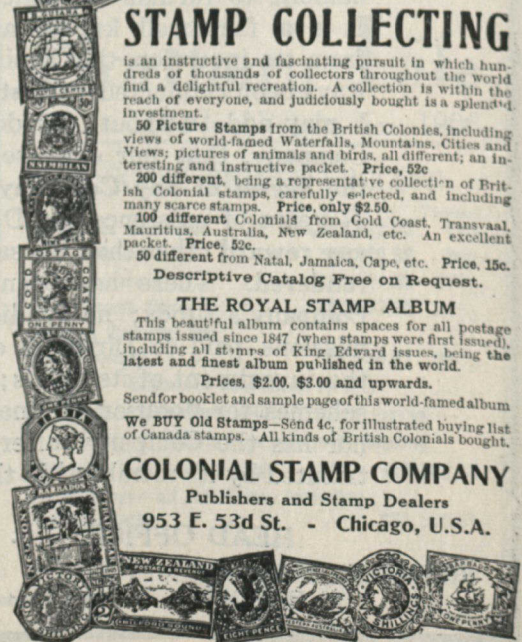 STAMP COLLECTING
is an instructive and fascinating pursuit in which hun-
dreds of thousands of collectors throughout the world
find a delightful recreation. A collection is within the
reach of everyone, and judiciously bought is a splendid
investment.
50 Picture Stamps from the British Colonies, including
views of world-famed Waterfalls, Mountains, Cities and
Views; pictures of animals and birds, all different; an in-
teresting and instructive packet. Price, 52c
200 different, being a representative collection of Brit-
ish Colonial stamps, carefully selected, and including
many scarce stamps. Price, only $2.50.
100 different Colonials from Gold Coast, Transvaal,
Mauritius, Australia, New Zealand, etc. An excellent
packet. Price, 52c.
50 different from Natal, Jamaica, Cape, etc. Price, 15c.
Descriptive Catalog Free on Request.
THE ROYAL STAMP ALBUM
This beautiful album contains spaces for all postage
stamps issued since 1847 (when stamps were first issued),
including all stamps of King Edward issues, being the
latest and finest album published in the world.
Prices, $2.00, $3.00 and upwards.
Send for booklet and sample page of this world-famed album
We BUY Old Stamps—Send 4c, for illustrated buying list
of Canada stamps. All kinds of British Colonials bought.
COLONIAL STAMP COMPANY
Publishers and Stamp Dealers
953 E. 53d St. - Chicago, U.S.A.
B. GUIANA
POSTAGE
GOLD
COAST
ONE PENNY
INDIA
BARBADOS
NEW ZEALAND
POSTAGE & REVENUE
EIGHT PENCE
VICTORIA